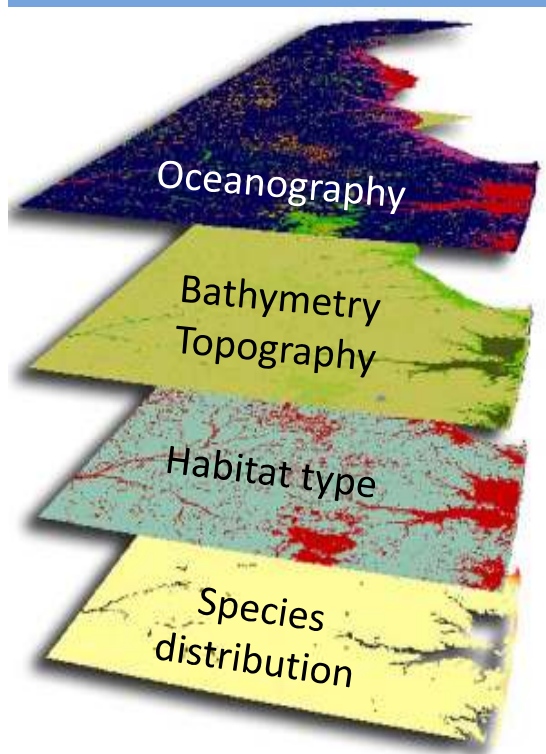 Oceanography
Bathymetry
Topography
Habitat type
Species
distribution